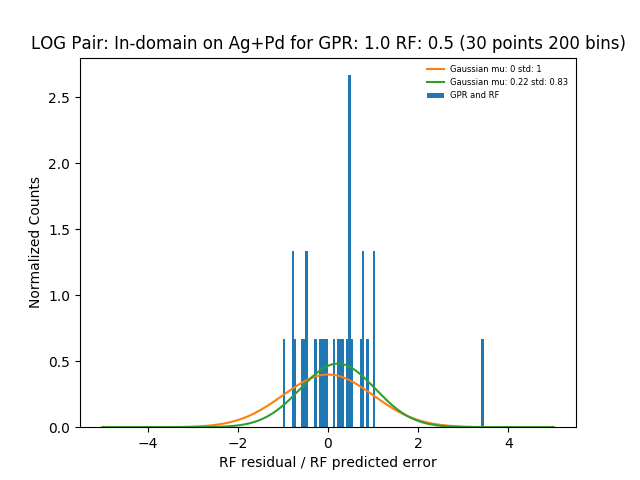 LOG Pair: In-domain on Ag+Pd for GPR: 1.0 RF: 0.5 (30 points 200 bins)
Gaussian mu: 0 std: 1
Gaussian mu: 0.22 std: 0.83
GPR and RF
Normalized Counts
2.5
2.0
1.5
1.0
0.5
0.0
−4 −2 0 2 4
RF residual / RF predicted error